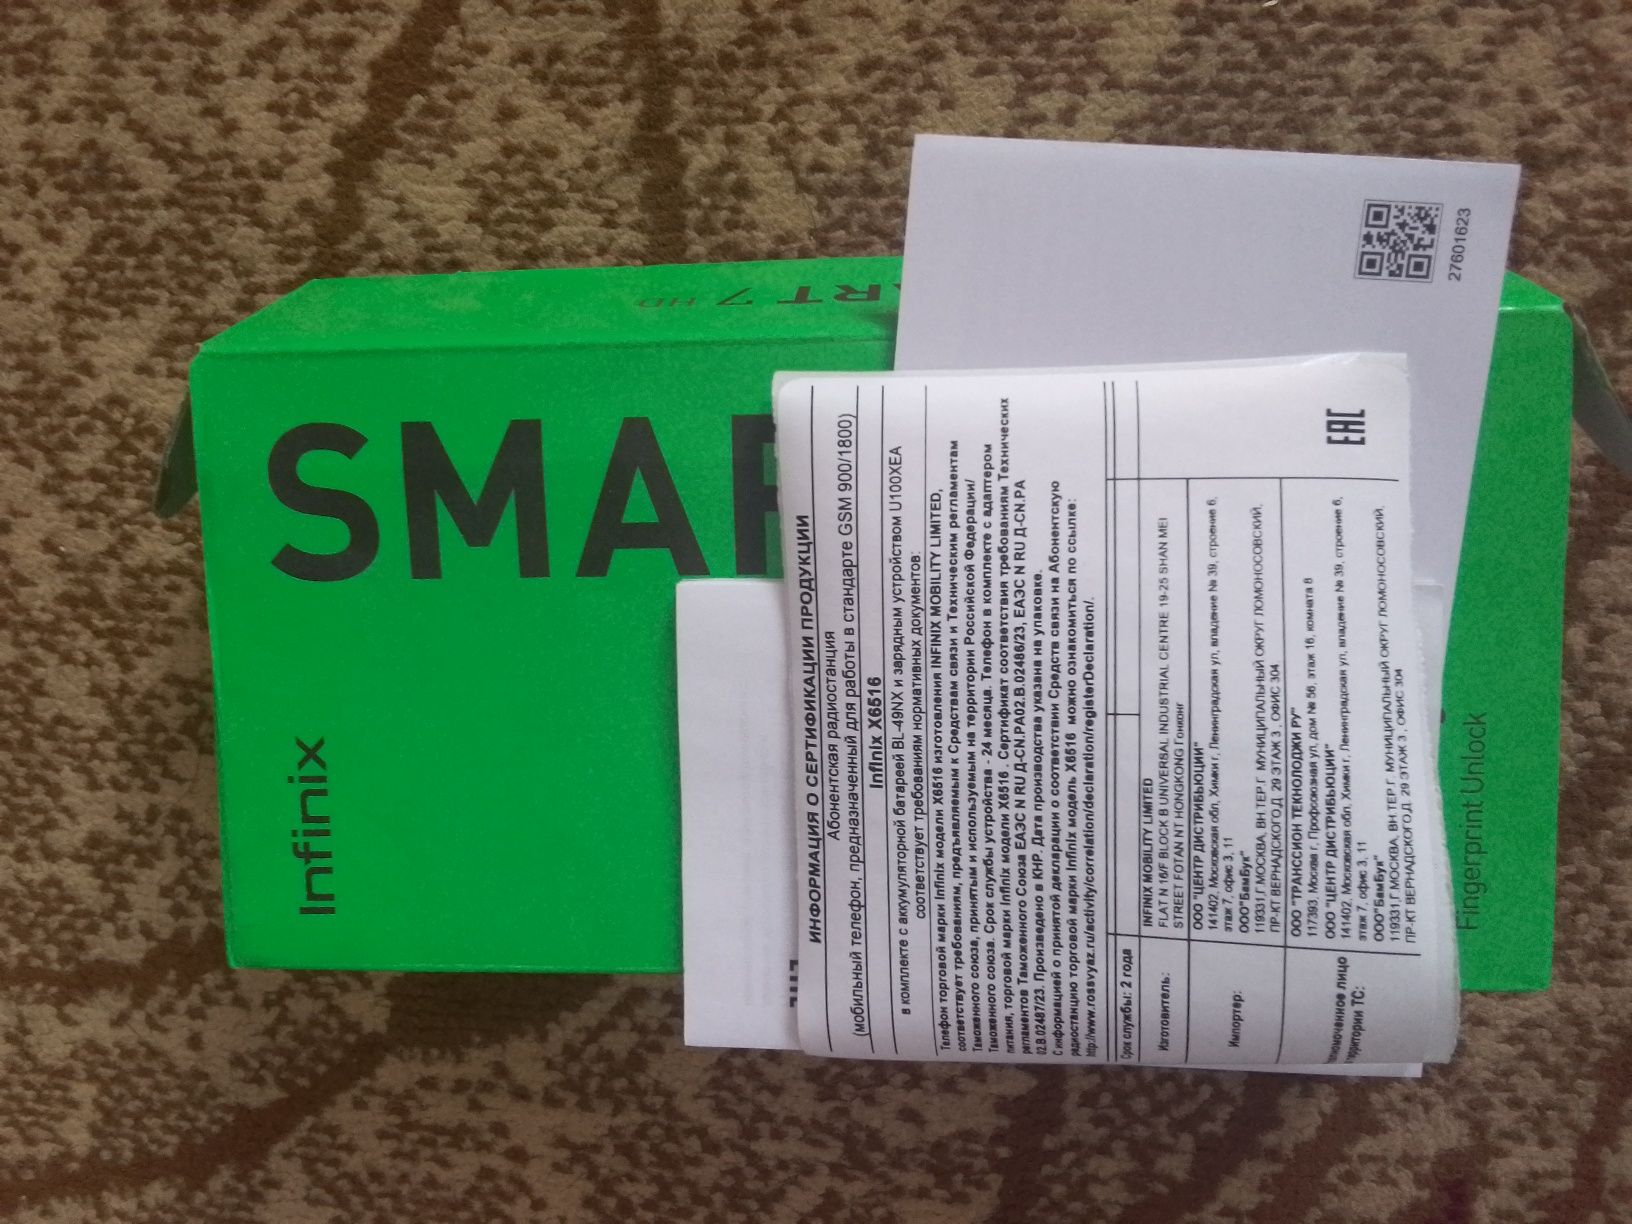 SMART 7 HD
Infinix
Fingerprint Unlock
27601623
ИНФОРМАЦИЯ О СЕРТИФИКАЦИИ ПРОДУКЦИИ
Абонентская радиостанция
(мобильный телефон, предназначенный для работы в стандарте GSM 900/1800)
Infinix X6516
в комплекте с аккумуляторной батареей BL-49NX и зарядным устройством U100XEA
соответствует требованиям нормативных документов:
Телефон торговой марки Infinix модели X6516 изготовления INFINIX MOBILITY LIMITED,
соответствует требованиям, предъявляемым к Средствам связи и Техническим регламентам
Таможенного союза, принятым и используемым на территории Российской Федерации/
Таможенного союза. Срок службы устройства - 24 месяца. Телефон в комплекте с адаптером
питания, торговой марки Infinix модели X6516 . Сертификат соответствия требованиям Технических
регламентов Таможенного Союза ЕАЭС N RU Д-CN.РА02.В.02486/23, ЕАЭС N RU Д-CN.РА
02.В.02487/23. Произведено в КНР. Дата производства указана на упаковке.
С информацией о принятой декларации о соответствии Средств связи на Абонентскую
радиостанцию торговой марки Infinix модель X6516 можно ознакомиться по ссылке:
http://www.rossvyaz.ru/activity/correlation/declaration/registerDeclaration/.
Срок службы: 2 года
Изготовитель:
INFINIX MOBILITY LIMITED
FLAT N 16/F BLOCK B UNIVERSAL INDUSTRIAL CENTRE 19-25 SHAN MEI
STREET FOTAN NT HONGKONG Гонконг
Импортер:
ООО "ЦЕНТР ДИСТРИБЬЮЦИИ"
141402, Московская обл, Химки г, Ленинградская ул, владение № 39, строение 6,
этаж 7, офис 3, 11
ООО"Бамбук"
119331,Г.МОСКВА, ВН.ТЕР.Г. МУНИЦИПАЛЬНЫЙ ОКРУГ ЛОМОНОСОВСКИЙ,
ПР-КТ ВЕРНАДСКОГО,Д. 29 ЭТАЖ 3 , ОФИС 304
лномоченное лицо
территории ТС:
ООО "ТРАНССИОН ТЕКНОЛОДЖИ РУ"
117393, Москва г, Профсоюзная ул, дом № 56, этаж 16, комната 8
ООО "ЦЕНТР ДИСТРИБЬЮЦИИ"
141402, Московская обл, Химки г, Ленинградская ул, владение № 39, строение 6,
этаж 7, офис 3, 11
ООО"Бамбук"
119331,Г.МОСКВА, ВН.ТЕР.Г. МУНИЦИПАЛЬНЫЙ ОКРУГ ЛОМОНОСОВСКИЙ,
ПР-КТ ВЕРНАДСКОГО,Д. 29 ЭТАЖ 3 , ОФИС 304
EAC